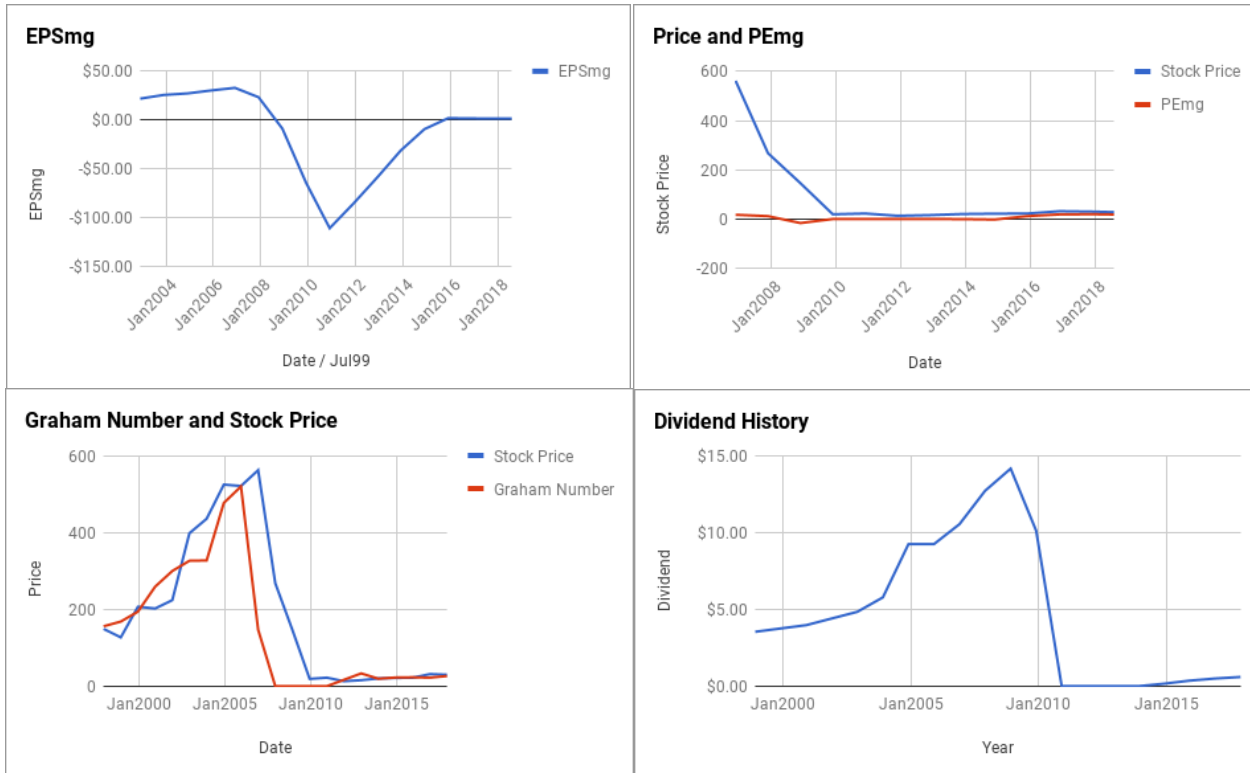 EPSmg
EPSmg
$50.00
$0.00
-$50.00
-$100.00
-$150.00
EPSmg
Jan2004
Jan2006
Jan2008
Jan2010
Jan2012
Jan2014
Jan2016
Jan2018
Date / Jul99
Price and PEmg
Stock Price
PEmg
600
400
200
0
-200
Stock Price
Jan2008
Jan2010
Jan2012
Jan2014
Jan2016
Jan2018
Date
Graham Number and Stock Price
Stock Price
Graham Number
600
400
200
0
Price
Jan2000
Jan2005
Jan2010
Jan2015
Date
Dividend History
$15.00
$10.00
$5.00
$0.00
Dividend
Jan2000
Jan2005
Jan2010
Jan2015
Year